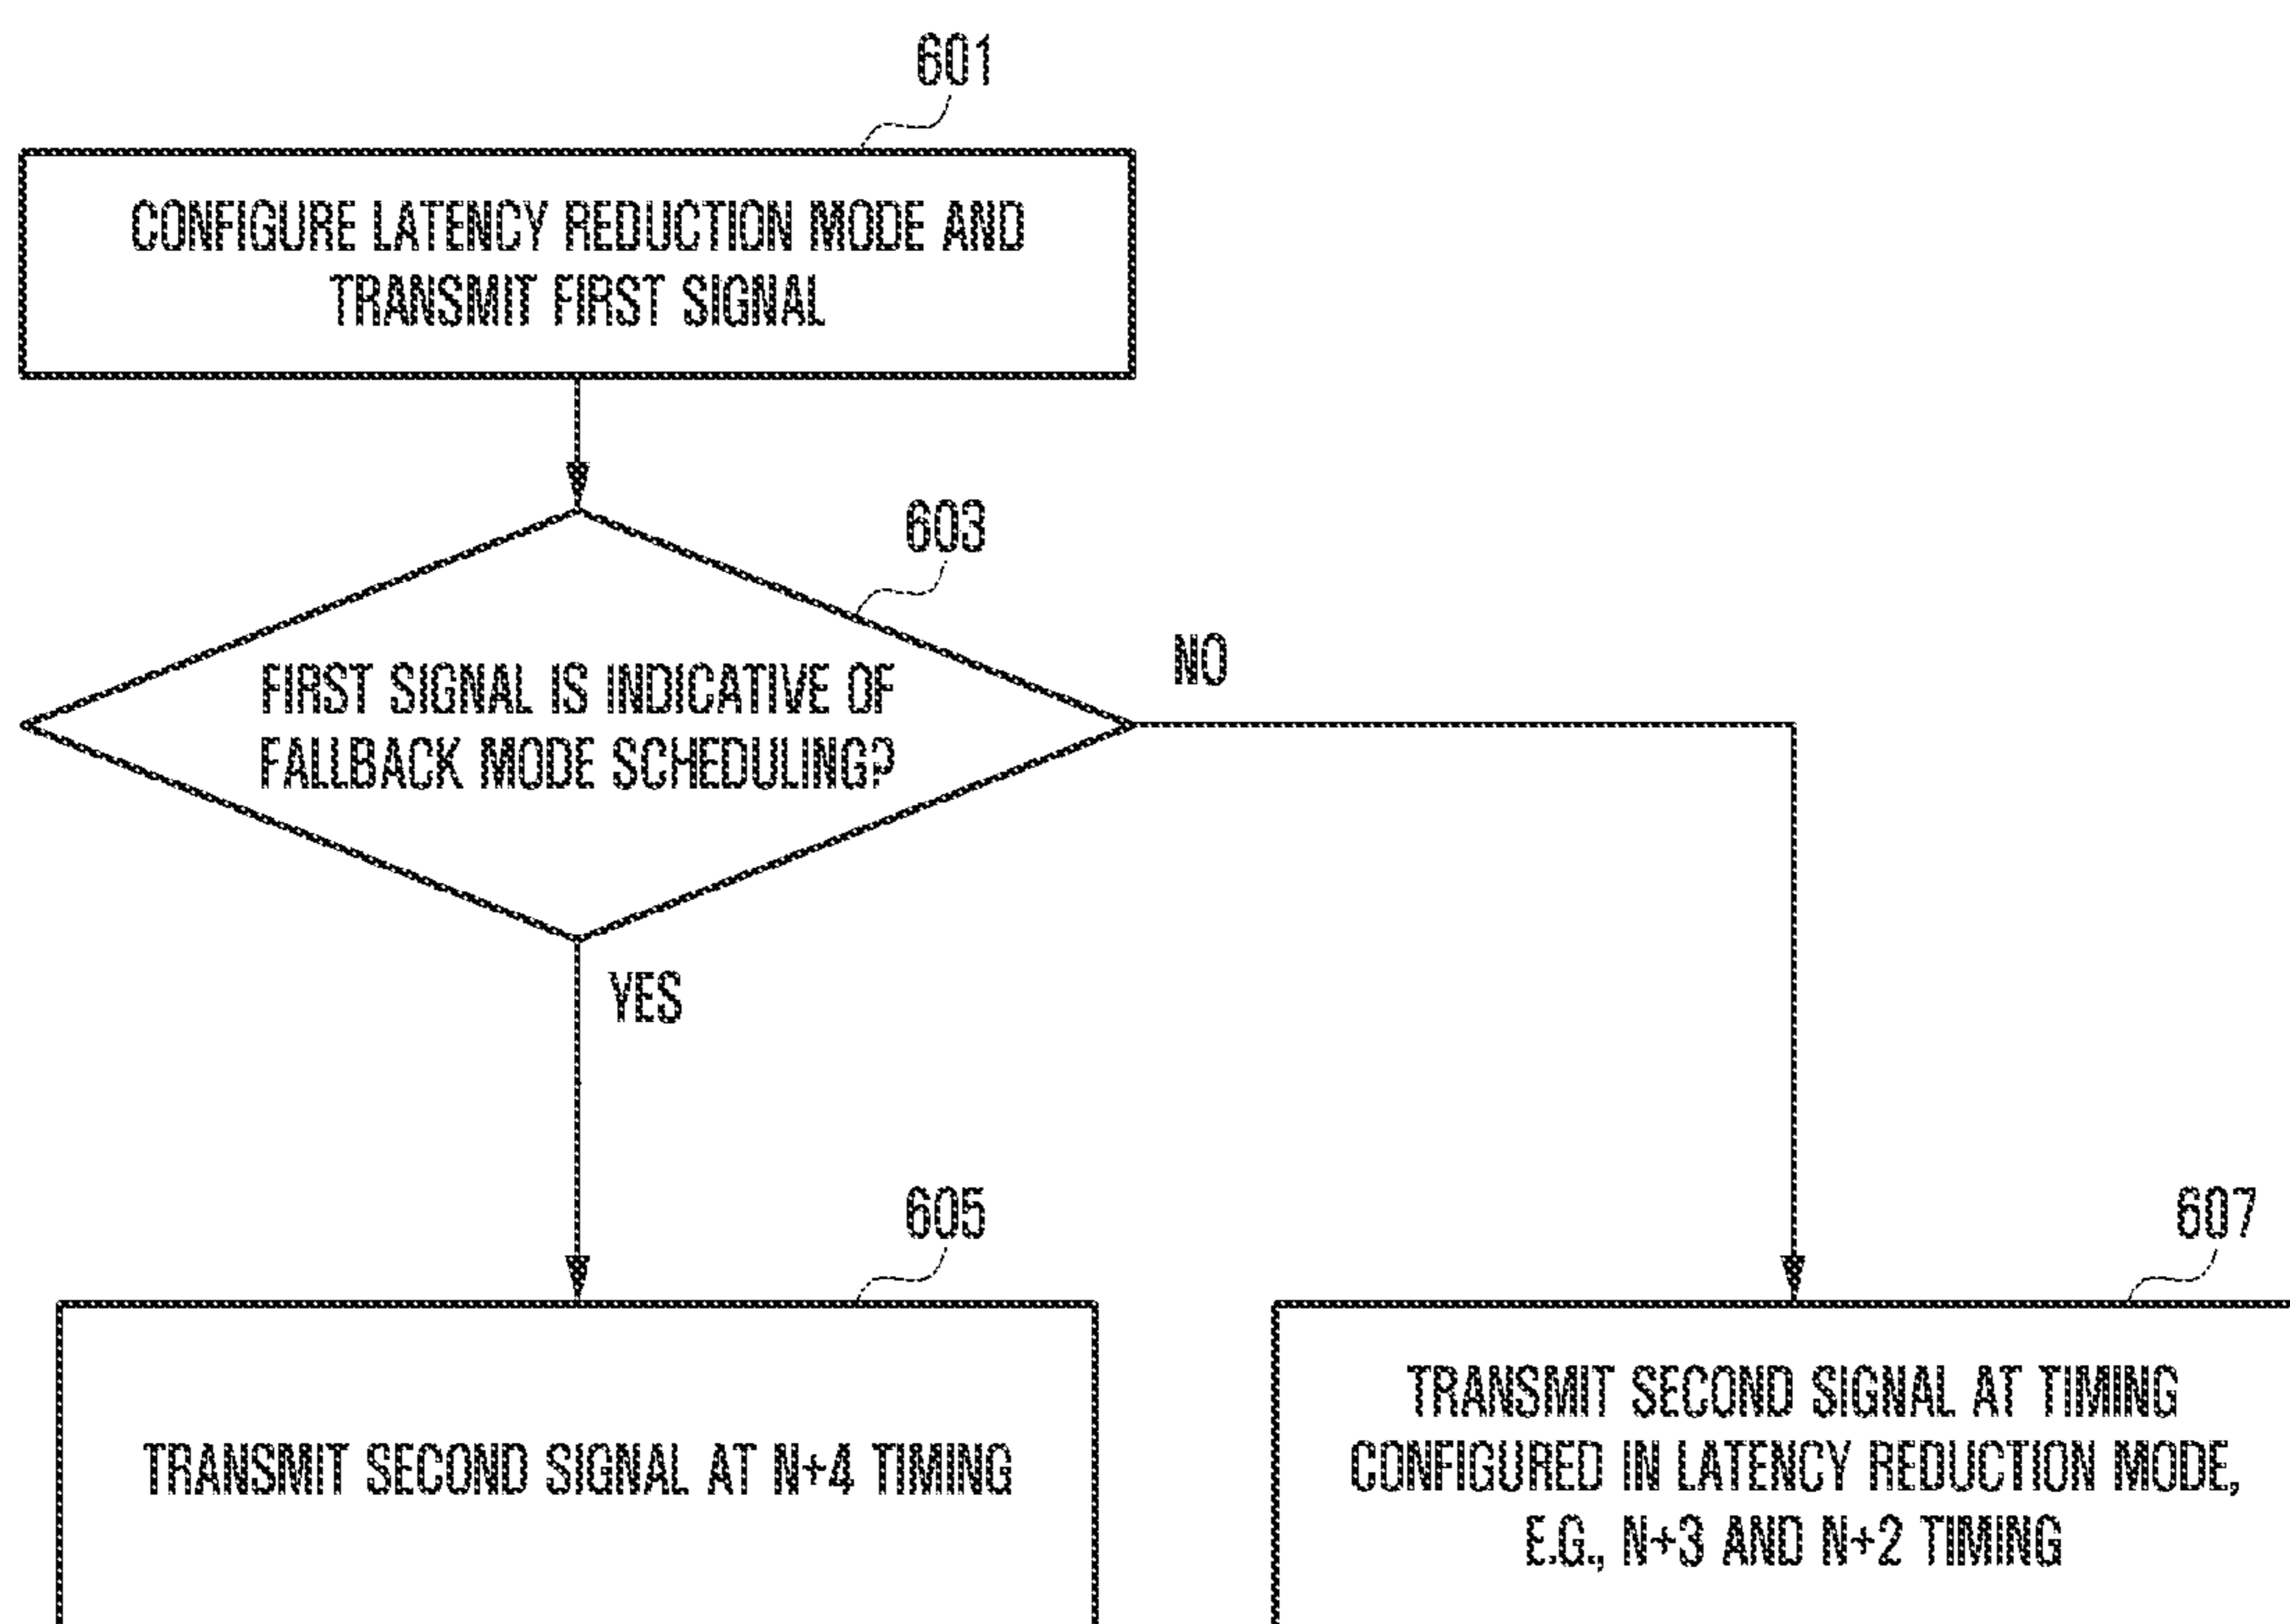 601
CONFIGURE LATENCY REDUCTION MODE AND
TRANSMIT FIRST SIGNAL
603
FIRST SIGNAL IS INDICATIVE OF
FALLBACK MODE SCHEDULING?
NO
YES
605
TRANSMIT SECOND SIGNAL AT N+4 TIMING
607
TRANSMIT SECOND SIGNAL AT TIMING
CONFIGURED IN LATENCY REDUCTION MODE,
E.G., N+3 AND N+2 TIMING